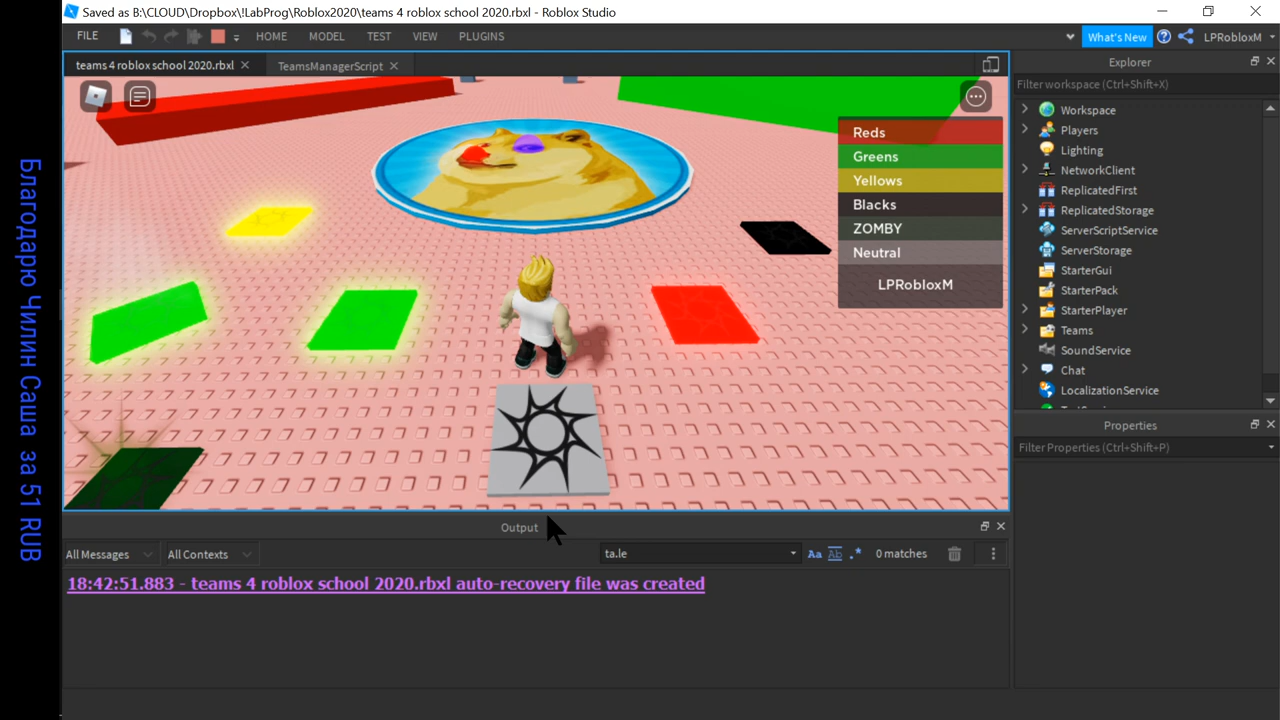 Saved as B:\CLOUD\Dropbox\!LabProg\Roblox2020\teams 4 roblox school 2020.rbxl - Roblox Studio
FILE HOME MODEL TEST VIEW PLUGINS What's New LPRobloxM
teams 4 roblox school 2020.rbxl TeamsManagerScript
Reds
Greens
Yellows
Blacks
ZOMBY
Neutral
LPRobloxM
Explorer
Filter workspace (Ctrl+Shift+X)
Workspace
Players
Lighting
NetworkClient
ReplicatedFirst
ReplicatedStorage
ServerScriptService
ServerStorage
StarterGui
StarterPack
StarterPlayer
Teams
SoundService
Chat
LocalizationService
Properties
Filter Properties (Ctrl+Shift+P)
Output
All Messages All Contexts ta.le Aa Ab .* 0 matches
18:42:51.883 - teams 4 roblox school 2020.rbxl auto-recovery file was created
Благодарю Чилин Саша за 51 RUB